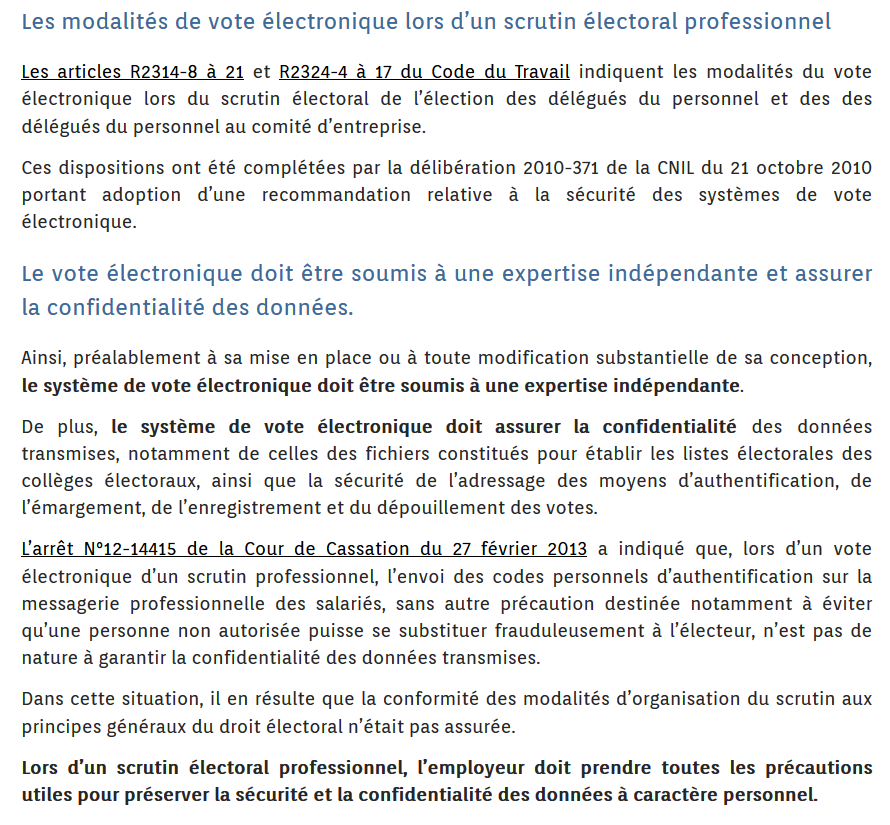 Les modalités de vote électronique lors d’un scrutin électoral professionnel
Les articles R2314-8 à 21 et R2324-4 à 17 du Code du Travail indiquent les modalités du vote
électronique lors du scrutin électoral de l’élection des délégués du personnel et des des
délégués du personnel au comité d’entreprise.
Ces dispositions ont été complétées par la délibération 2010-371 de la CNIL du 21 octobre 2010
portant adoption d’une recommandation relative à la sécurité des systèmes de vote
électronique.
Le vote électronique doit être soumis à une expertise indépendante et assurer
la confidentialité des données.
Ainsi, préalablement à sa mise en place ou à toute modification substantielle de sa conception,
le système de vote électronique doit être soumis à une expertise indépendante.
De plus, le système de vote électronique doit assurer la confidentialité des données
transmises, notamment de celles des fichiers constitués pour établir les listes électorales des
collèges électoraux, ainsi que la sécurité de l’adressage des moyens d’authentification, de
l’émargement, de l’enregistrement et du dépouillement des votes.
L’arrêt N°12-14415 de la Cour de Cassation du 27 février 2013 a indiqué que, lors d’un vote
électronique d’un scrutin professionnel, l’envoi des codes personnels d’authentification sur la
messagerie professionnelle des salariés, sans autre précaution destinée notamment à éviter
qu’une personne non autorisée puisse se substituer frauduleusement à l’électeur, n’est pas de
nature à garantir la confidentialité des données transmises.
Dans cette situation, il en résulte que la conformité des modalités d’organisation du scrutin aux
principes généraux du droit électoral n’était pas assurée.
Lors d’un scrutin électoral professionnel, l’employeur doit prendre toutes les précautions
utiles pour préserver la sécurité et la confidentialité des données à caractère personnel.